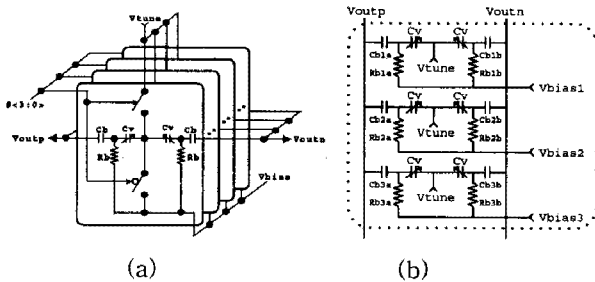 Vtune
B<3:0>
Voutp Cb Cv Cv Cb Voutn
Rb Rb
Vbias
(a)
Voutp Voutn
Cv Cv
Cb1a Cb1b
Rb1a Vtune Rb1b
Vbias1
Cv Cv
Cb2a Cb2b
Rb2a Vtune Rb2b
Vbias2
Cv Cv
Cb3a Cb3b
Rb3a Vtune Rb3b
Vbias3
(b)